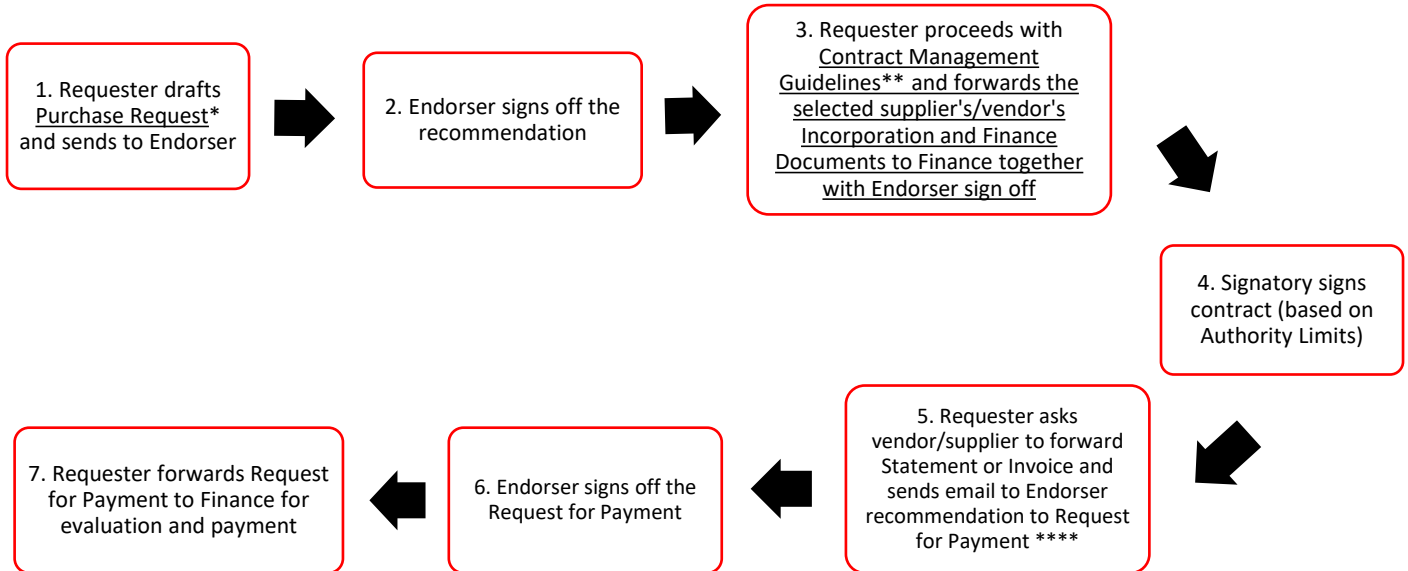 1. Requester drafts
Purchase Request*
and sends to Endorser
2. Endorser signs off the
recommendation
3. Requester proceeds with
Contract Management
Guidelines** and forwards the
selected supplier's/vendor's
Incorporation and Finance
Documents to Finance together
with Endorser sign off
4. Signatory signs
contract (based on
Authority Limits)
5. Requester asks
vendor/supplier to forward
Statement or Invoice and
sends email to Endorser
recommendation to Request
for Payment ****
6. Endorser signs off the
Request for Payment
7. Requester forwards Request
for Payment to Finance for
evaluation and payment